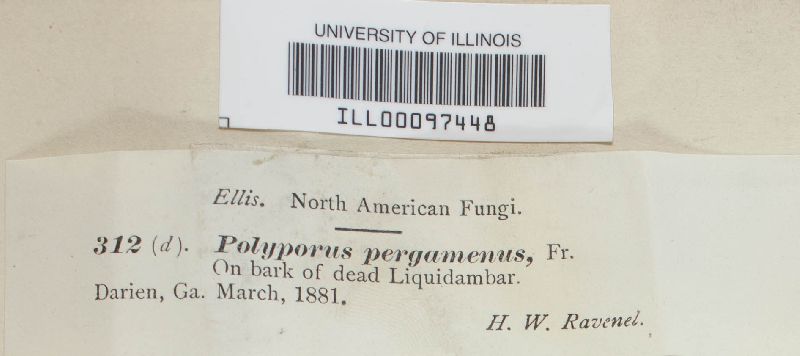 UNIVERSITY OF ILLINOIS
ILL00097448
Ellis. North American Fungi.
312 (d). Polyporus pergamenus, Fr.
On bark of dead Liquidambar.
Darien, Ga. March, 1881.
H. W. Ravenel.